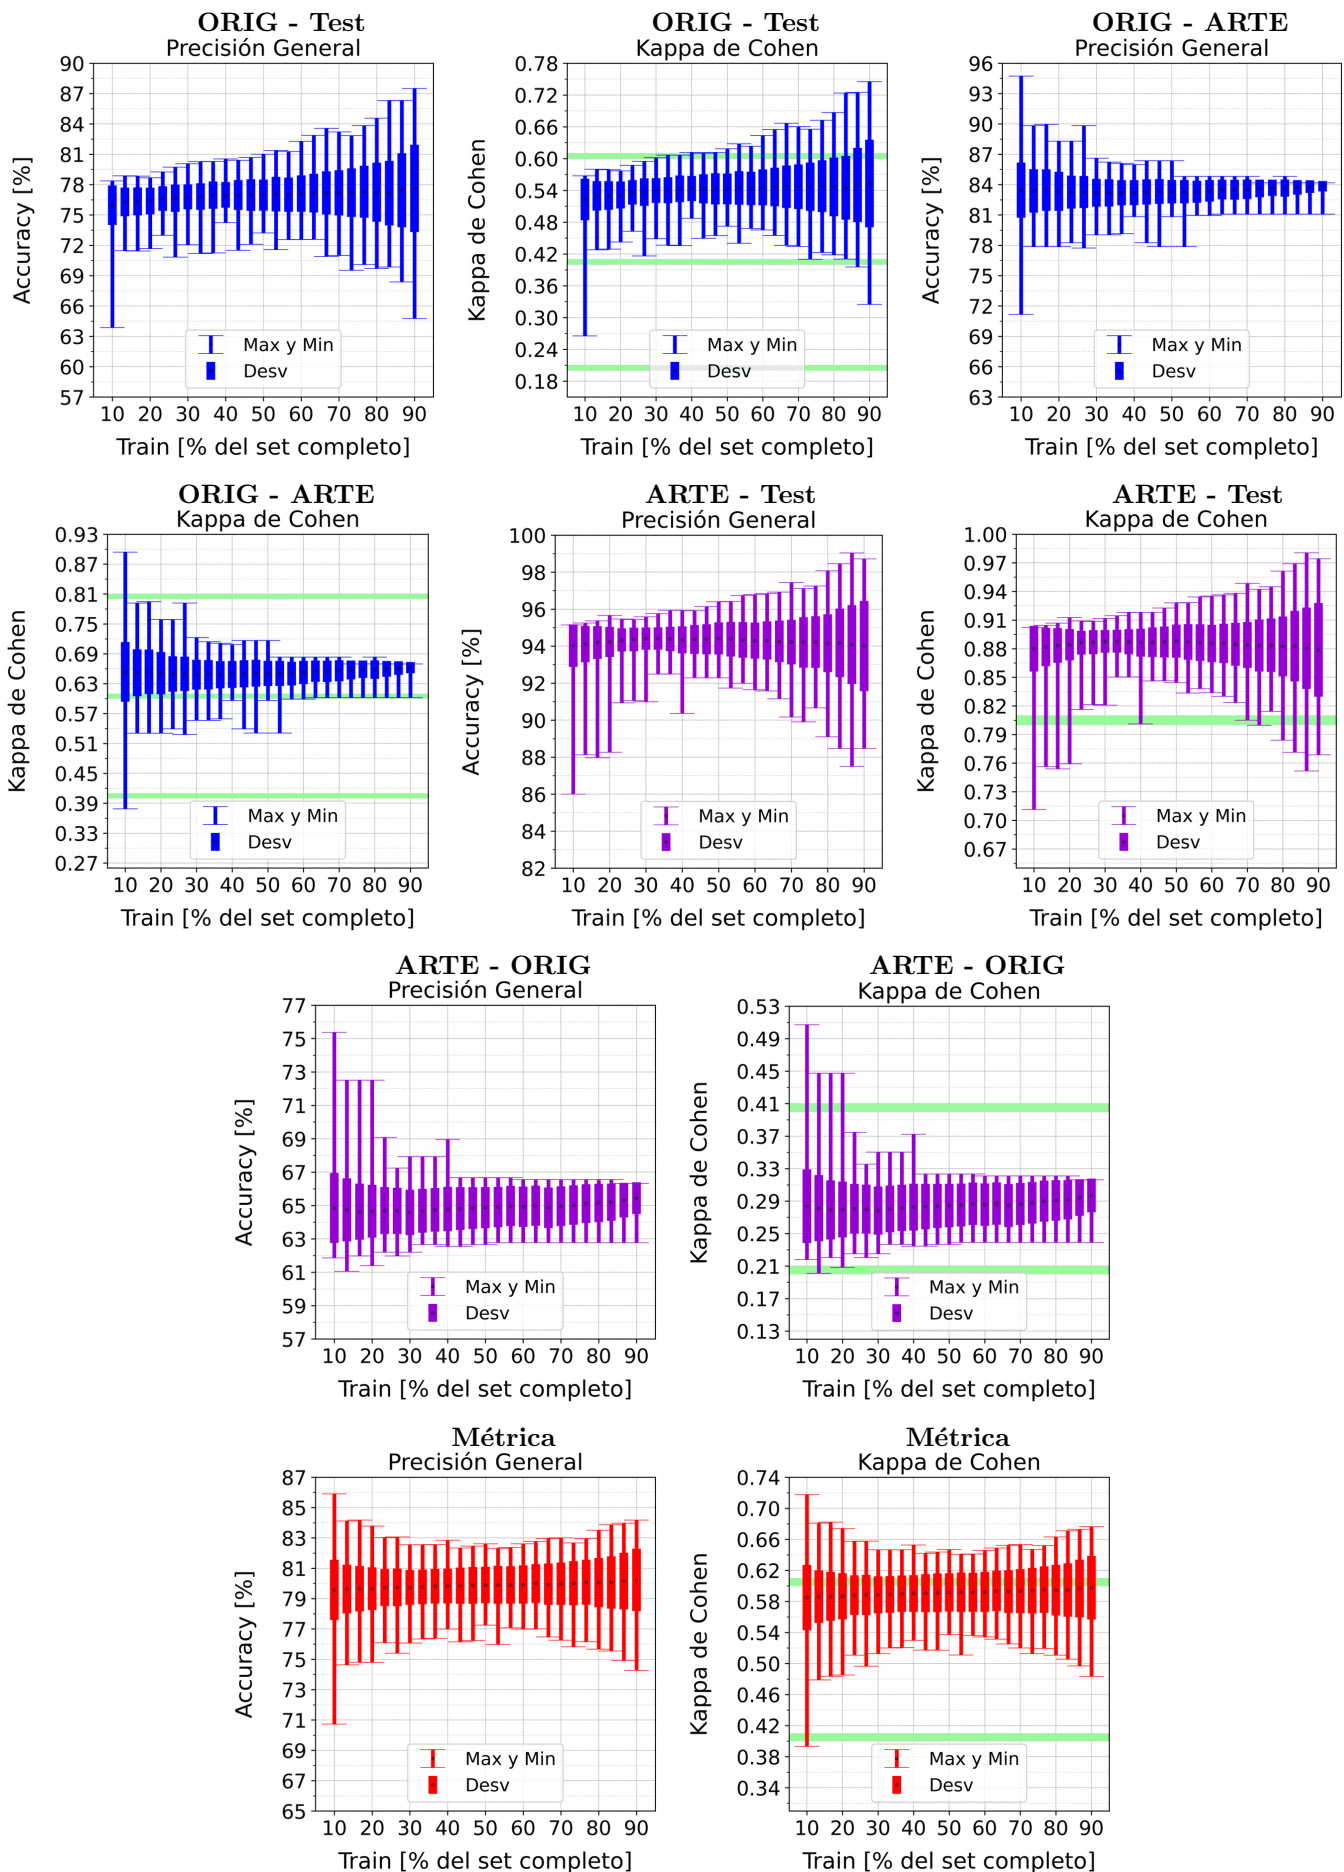 ORIG - Test
Precisión General
90
87
84
81
78
75
72
69
66
63
60
57
Accuracy [%]
Max y Min
Desv
10 20 30 40 50 60 70 80 90
Train [% del set completo]
ORIG - Test
Kappa de Cohen
0.78
0.72
0.66
0.60
0.54
0.48
0.42
0.36
0.30
0.24
0.18
Kappa de Cohen
Max y Min
Desv
10 20 30 40 50 60 70 80 90
Train [% del set completo]
ORIG - ARTE
Precisión General
96
93
90
87
84
81
78
75
72
69
66
63
Accuracy [%]
Max y Min
Desv
10 20 30 40 50 60 70 80 90
Train [% del set completo]
ORIG - ARTE
Kappa de Cohen
0.93
0.87
0.81
0.75
0.69
0.63
0.57
0.51
0.45
0.39
0.33
0.27
Kappa de Cohen
Max y Min
Desv
10 20 30 40 50 60 70 80 90
Train [% del set completo]
ARTE - Test
Precisión General
100
98
96
94
92
90
88
86
84
82
Accuracy [%]
Max y Min
Desv
10 20 30 40 50 60 70 80 90
Train [% del set completo]
ARTE - Test
Kappa de Cohen
1.00
0.97
0.94
0.91
0.88
0.85
0.82
0.79
0.76
0.73
0.70
0.67
Kappa de Cohen
Max y Min
Desv
10 20 30 40 50 60 70 80 90
Train [% del set completo]
ARTE - ORIG
Precisión General
77
75
73
71
69
67
65
63
61
59
57
Accuracy [%]
Max y Min
Desv
10 20 30 40 50 60 70 80 90
Train [% del set completo]
ARTE - ORIG
Kappa de Cohen
0.53
0.49
0.45
0.41
0.37
0.33
0.29
0.25
0.21
0.17
0.13
Kappa de Cohen
Max y Min
Desv
10 20 30 40 50 60 70 80 90
Train [% del set completo]
Métrica
Precisión General
87
85
83
81
79
77
75
73
71
69
67
65
Accuracy [%]
Max y Min
Desv
10 20 30 40 50 60 70 80 90
Train [% del set completo]
Métrica
Kappa de Cohen
0.74
0.70
0.66
0.62
0.58
0.54
0.50
0.46
0.42
0.38
0.34
Kappa de Cohen
Max y Min
Desv
10 20 30 40 50 60 70 80 90
Train [% del set completo]